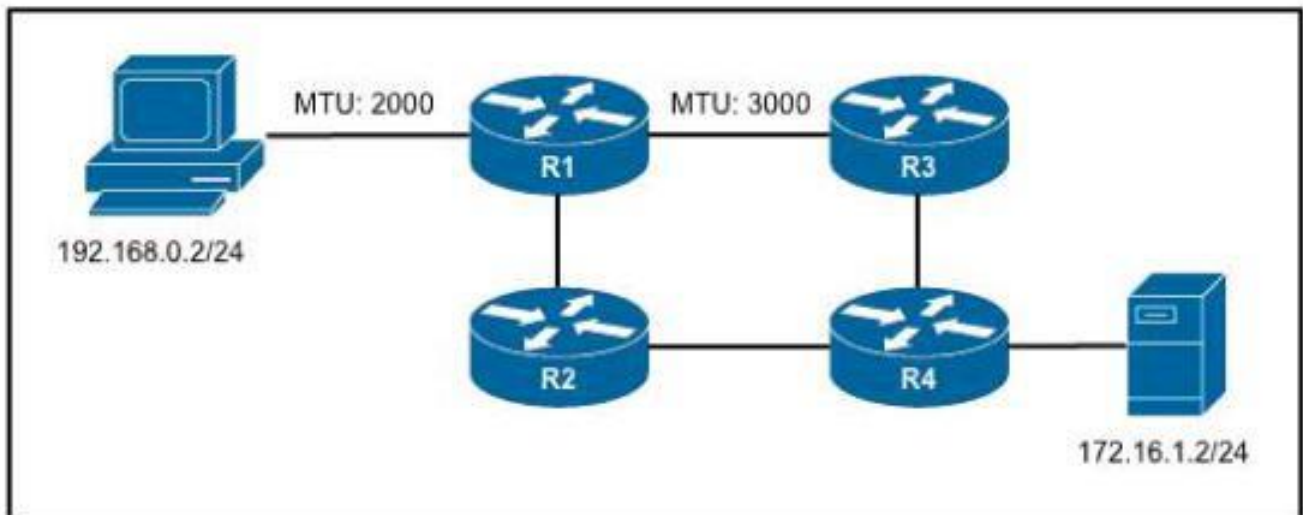 MTU: 2000
MTU: 3000
R1
R3
192.168.0.2/24
R2
R4
172.16.1.2/24